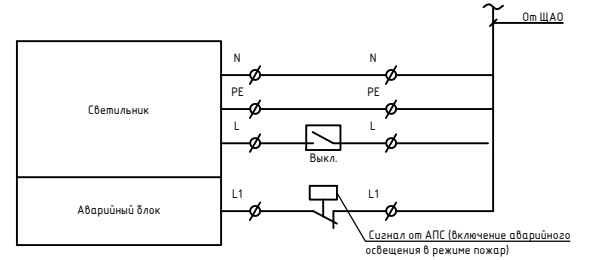 От ЩАО
N
N
PE
PE
Светильник
L
L
Выкл.
L1
L1
Аварийный блок
Сигнал от АПС (включение аварийного
освещения в режиме пожар)